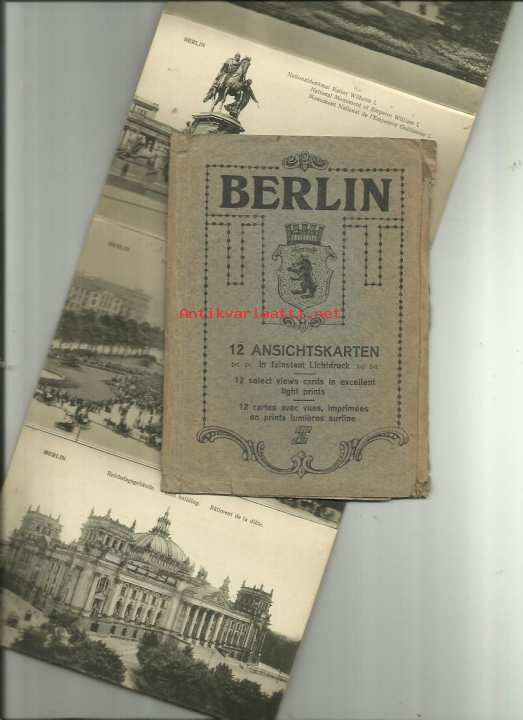 BERLIN
Nationaldenkmal Kaiser Wilhelm I.
National Monument of Emperor William I.
Monument National de l'Empereur Guillaume I.
BERLIN
12 ANSICHTSKARTEN
in feinstem Lichtdruck
12 select views cards in excellent
light prints
12 cartes avec vues, imprimées
en prints lumières surfine
Antikvariaatti.net
BERLIN
BERLIN
Reichstagsgebäude. building. Bâtiment de la diète.